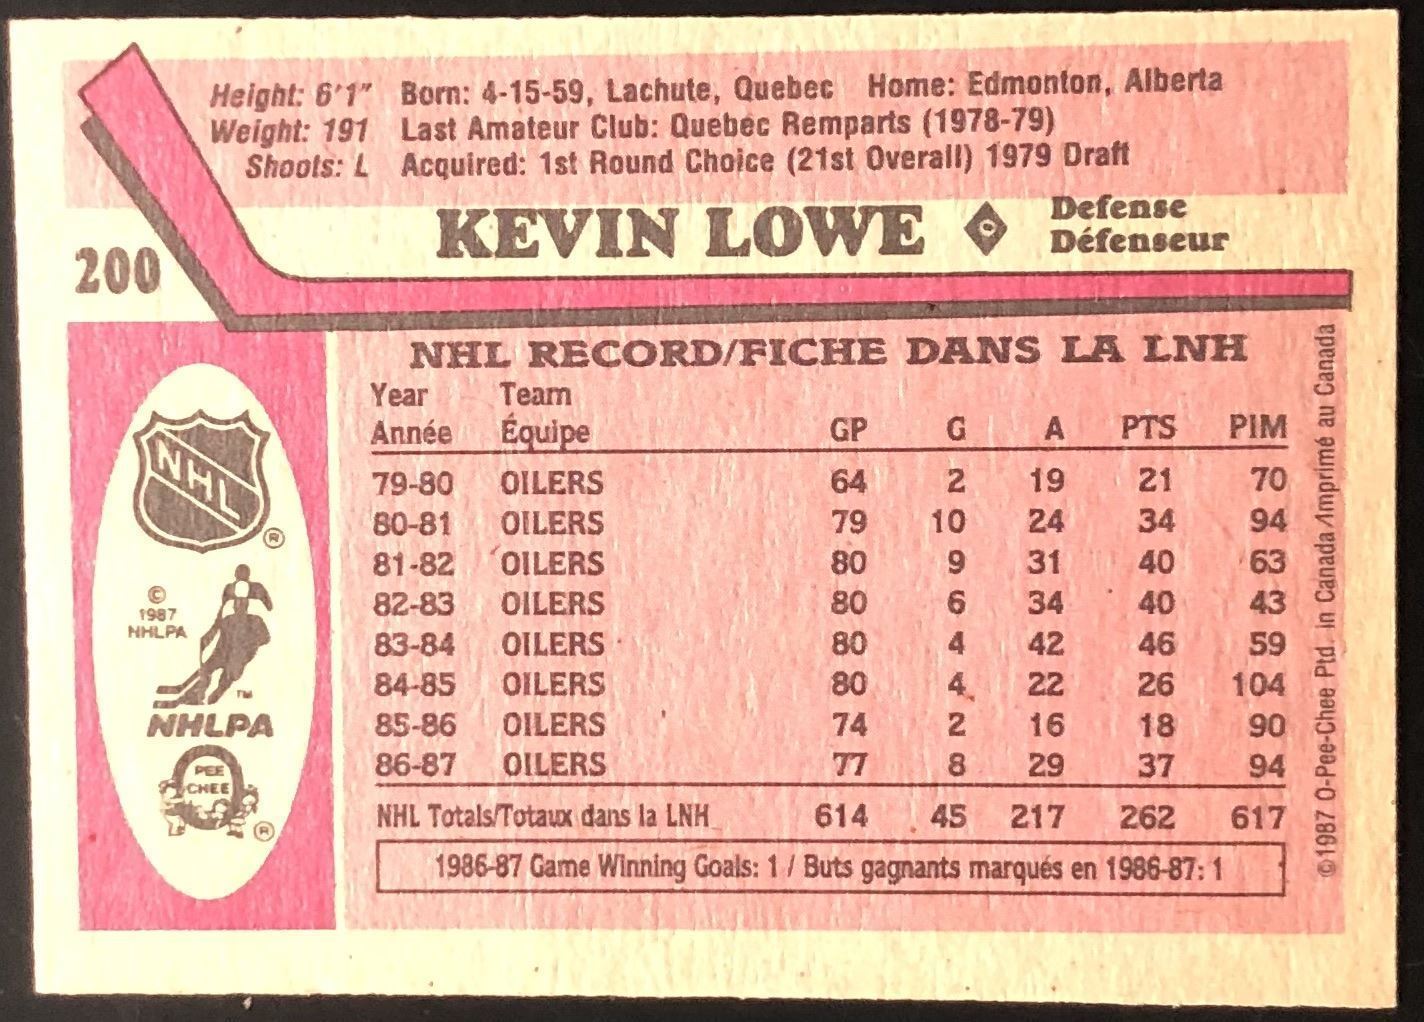 Height: 6'1" Born: 4-15-59, Lachute, Quebec Home: Edmonton, Alberta
Weight: 191 Last Amateur Club: Quebec Remparts (1978-79)
Shoots: L Acquired: 1st Round Choice (21st Overall) 1979 Draft
200
KEVIN LOWE
Defense
Défenseur
NHL RECORD/FICHE DANS LA LNH
Year Team
Année Équipe GP G A PTS PIM
79-80 OILERS 64 2 19 21 70
80-81 OILERS 79 10 24 34 94
81-82 OILERS 80 9 31 40 63
82-83 OILERS 80 6 34 40 43
83-84 OILERS 80 4 42 46 59
84-85 OILERS 80 4 22 26 104
85-86 OILERS 74 2 16 18 90
86-87 OILERS 77 8 29 37 94
NHL Totals/Totaux dans la LNH 614 45 217 262 617
1986-87 Game Winning Goals: 1 / Buts gagnants marqués en 1986-87: 1
NHL
®
©
1987
NHLPA
TM
NHLPA
PEE
CHEE
®
©1987 O-Pee-Chee Ptd. in Canada/Imprimé au Canada